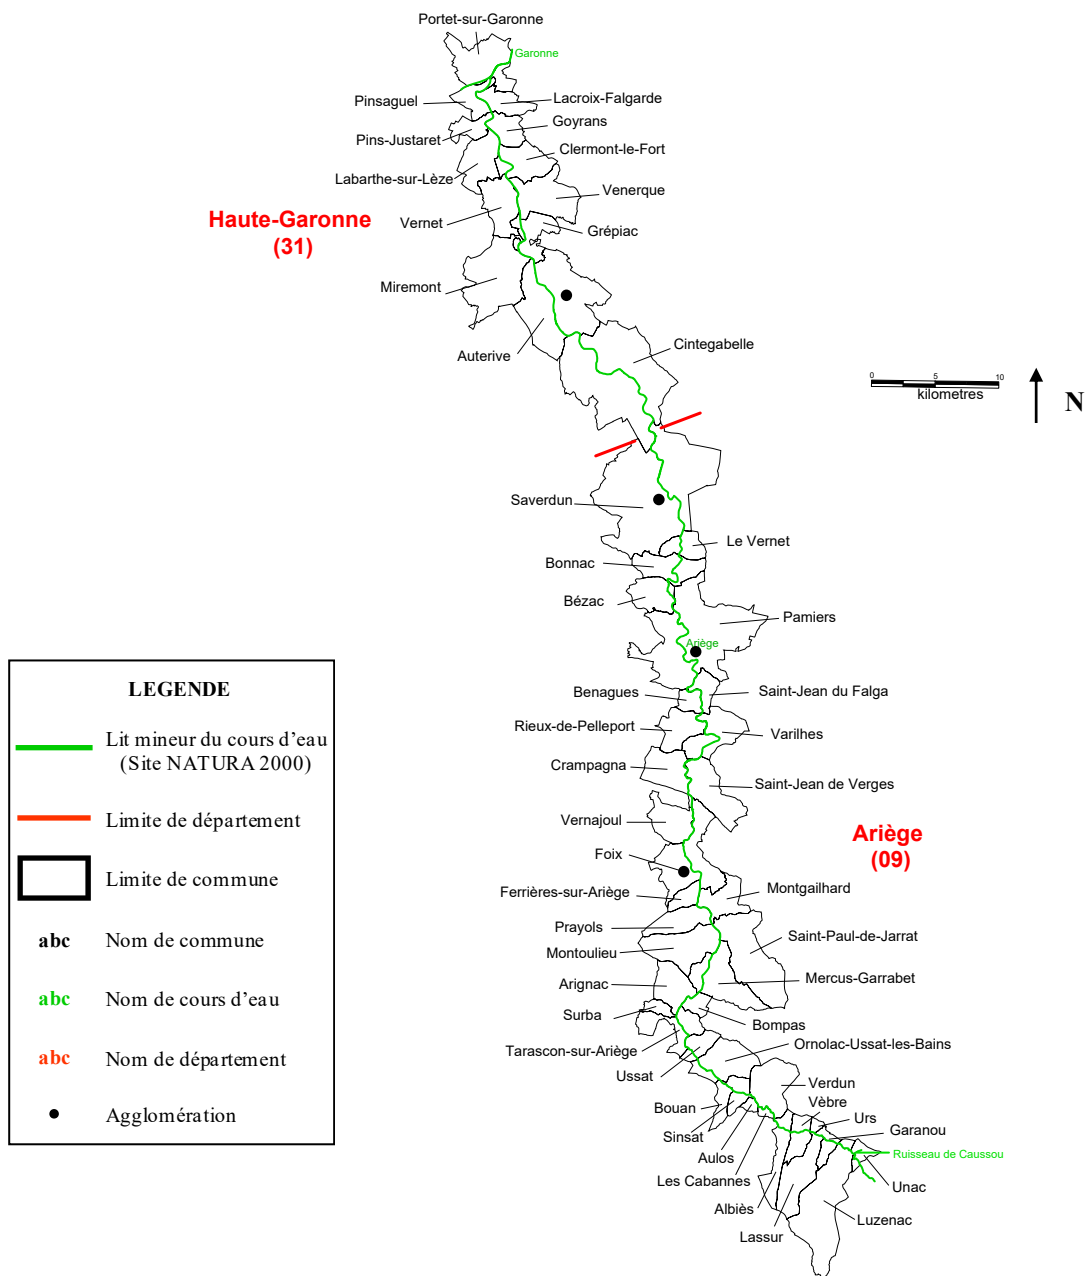 Portet-sur-Garonne
Garonne
Pinsaguel
Lacroix-Falgarde
Goyrans
Pins-Justaret
Clermont-le-Fort
Labarthe-sur-Lèze
Venerque
Haute-Garonne
(31)
Vernet
Grépiac
Miremont
Auterive
Cintegabelle
0 5 10
kilometres
N
Saverdun
Le Vernet
Bonnac
Bézac
Pamiers
Ariège
Benagues
Saint-Jean du Falga
Rieux-de-Pelleport
Varilhes
Crampagna
Saint-Jean de Verges
Vernajoul
Ariège
(09)
Foix
Ferrières-sur-Ariège
Montgailhard
Prayols
Saint-Paul-de-Jarrat
Montoulieu
Mercus-Garrabet
Arignac
Surba
Bompas
Tarascon-sur-Ariège
Ornolac-Ussat-les-Bains
Ussat
Verdun
Bouan
Vèbre
Urs
Sinsat
Garanou
Aulos
Ruisseau de Caussou
Les Cabannes
Unac
Albiès
Luzenac
Lassur
LEGENDE
Lit mineur du cours d'eau
(Site NATURA 2000)
Limite de département
Limite de commune
abc Nom de commune
abc Nom de cours d'eau
abc Nom de département
Agglomération